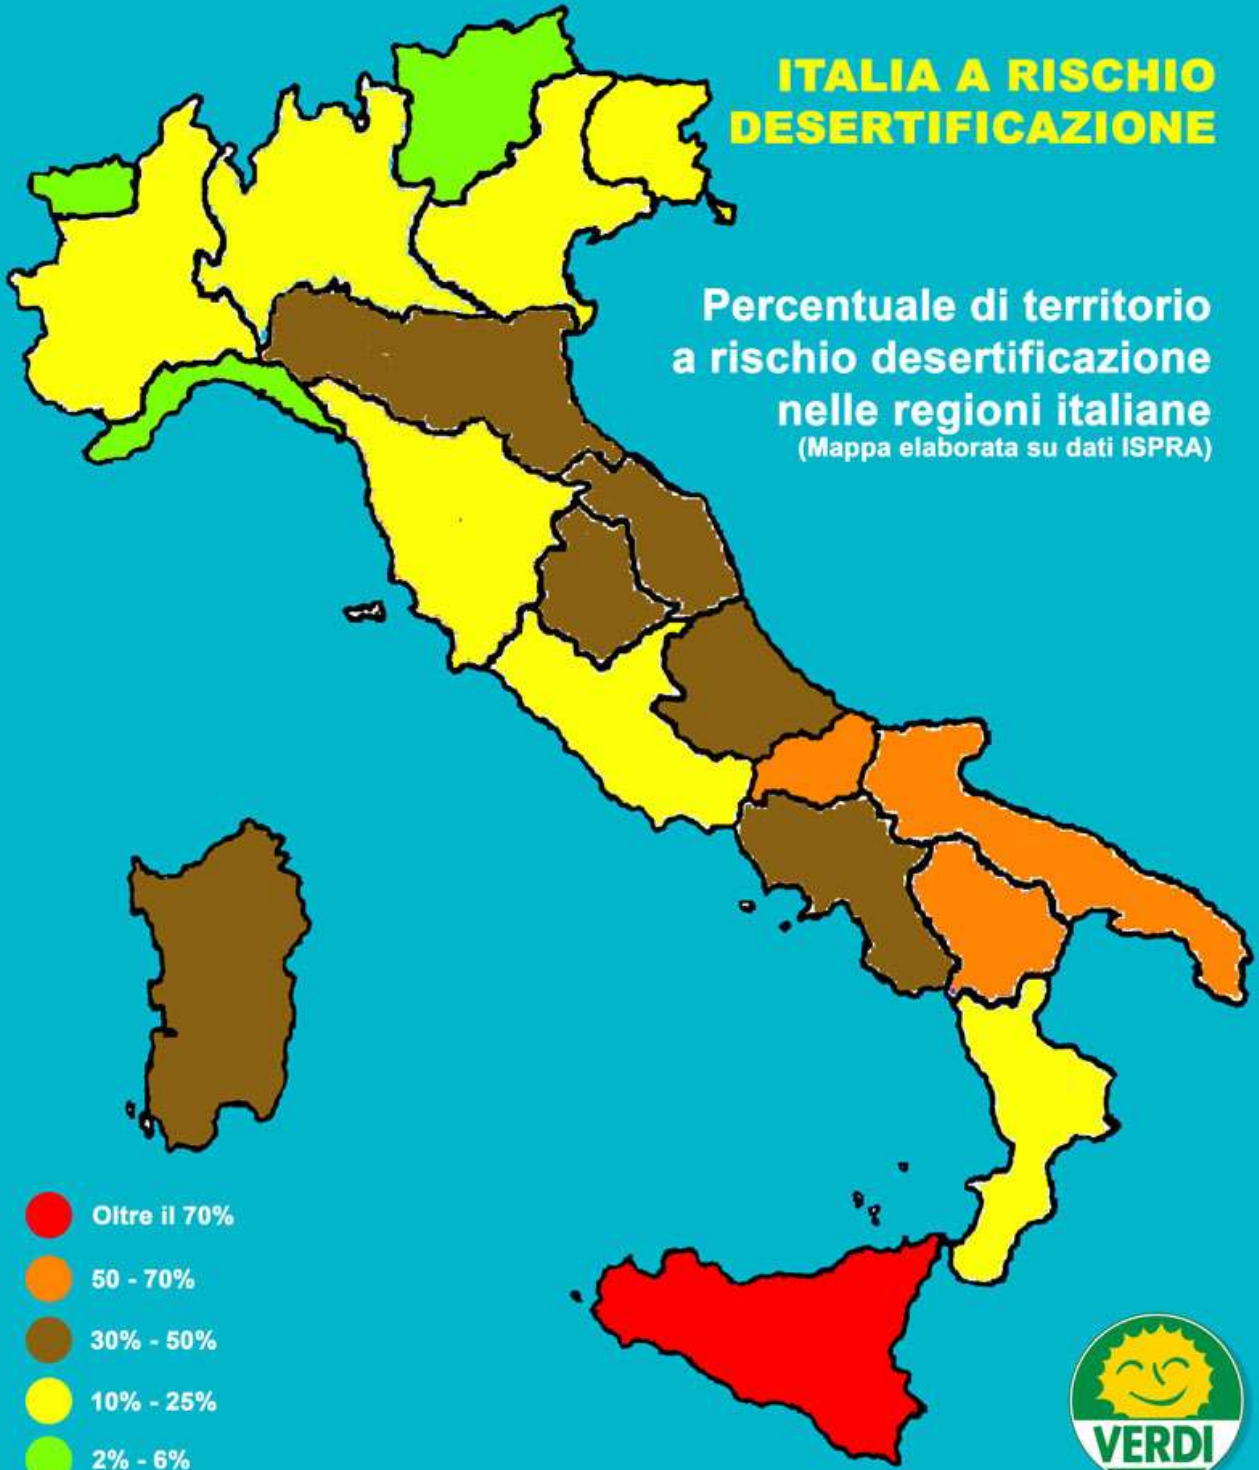 ITALIA A RISCHIO
DESERTIFICAZIONE
Percentuale di territorio
a rischio desertificazione
nelle regioni italiane
(Mappa elaborata su dati ISPRA)
Oltre il 70%
50 - 70%
30% - 50%
10% - 25%
2% - 6%
VERDI